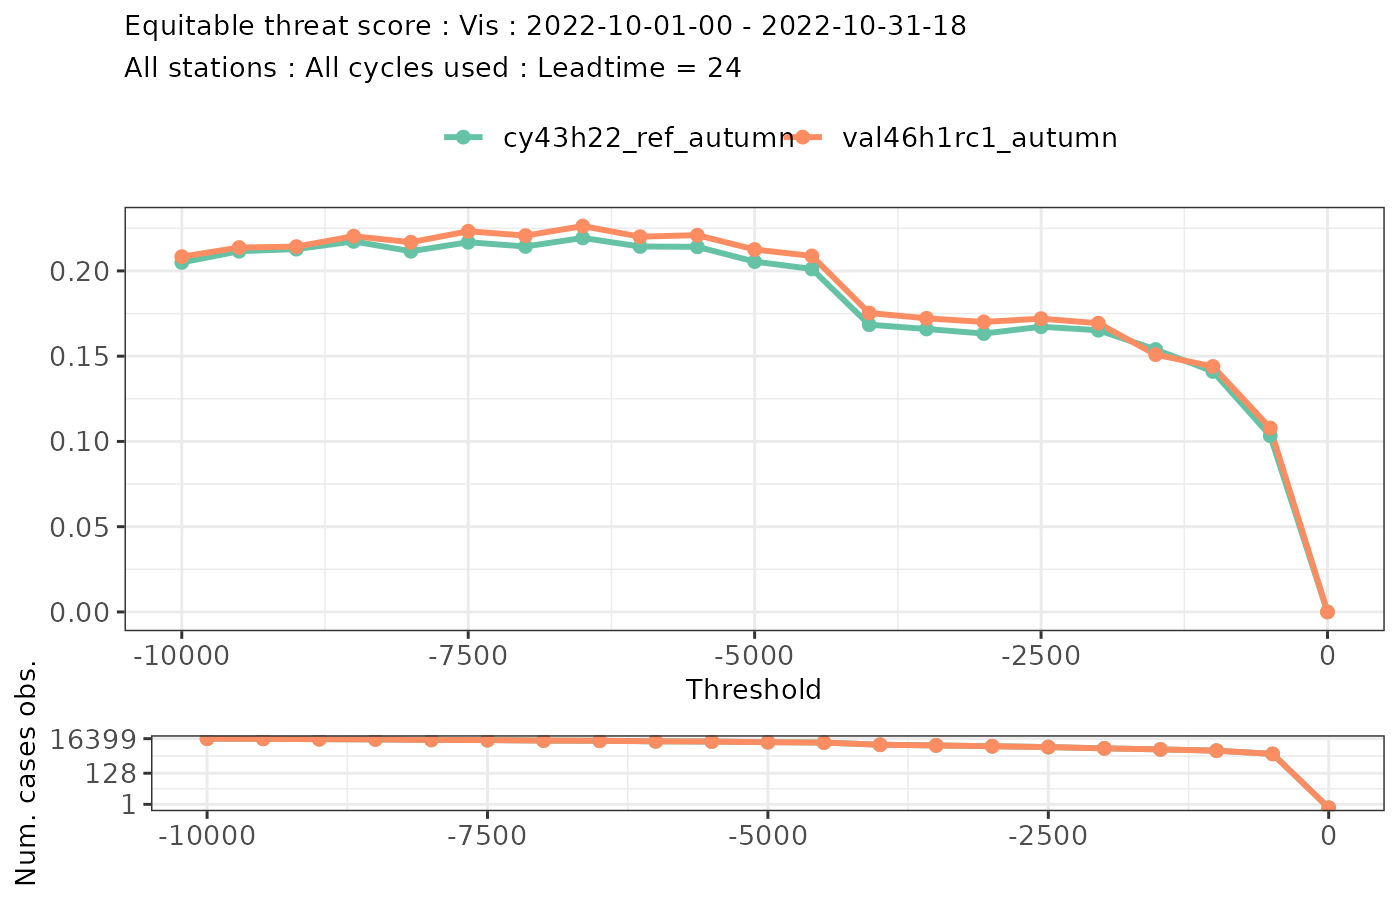 Equitable threat score : Vis : 2022-10-01-00 - 2022-10-31-18
All stations : All cycles used : Leadtime = 24
cy43h22_ref_autumn val46h1rc1_autumn
0.20
0.15
0.10
0.05
0.00
-10000 -7500 -5000 -2500 0
Threshold
Num. cases obs.
16399
128
1
-10000 -7500 -5000 -2500 0